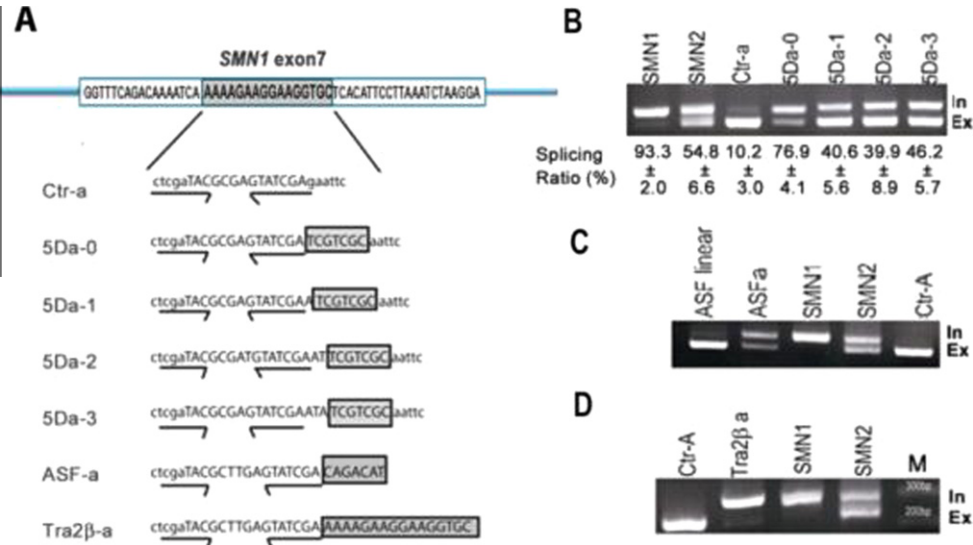 A
SMN1 exon7
GGTTTCAGACAAAATCA AAAAGAAGGAAGGTGCTCACATTCCTTAAATCTAAGGA
Ctr-a ctcgaTACGCGAGTATCGAgaattc
5Da-0 ctcgaTACGCGAGTATCGATCGTCGCaattc
5Da-1 ctcgaTACGCGAGTATCGAATCGTCGCaattc
5Da-2 ctcgaTACGCGATGTATCGAATTCGTCGCaattc
5Da-3 ctcgaTACGCGAGTATCGAATATCGTCGCaattc
ASF-a ctcgaTACGCTTGAGTATCGACAGACAT
Tra2β-a ctcgaTACGCTTGAGTATCGAAAAAGAAGGAAGGTGC
B
SMN1 SMN2 Ctr-a 5Da-0 5Da-1 5Da-2 5Da-3
In
Ex
Splicing Ratio (%)
93.3 54.8 10.2 76.9 40.6 39.9 46.2
± ± ± ± ± ± ±
2.0 6.6 3.0 4.1 5.6 8.9 5.7
C
ASF linear ASFa SMN1 SMN2 Ctr-A
In
Ex
D
Ctr-A Tra2β a SMN1 SMN2 M
300bp
200bp
In
Ex